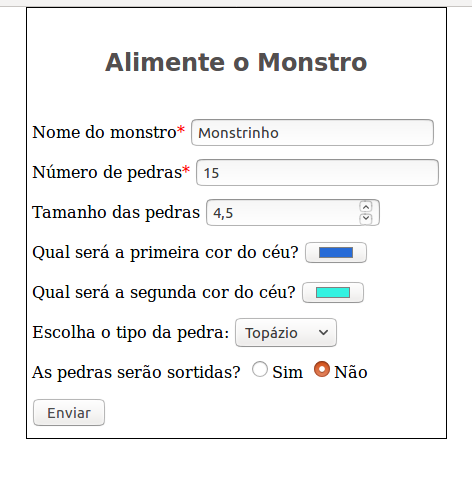 Alimente o Monstro
Nome do monstro* Monstrinho
Número de pedras* 15
Tamanho das pedras 4,5
Qual será a primeira cor do céu?
Qual será a segunda cor do céu?
Escolha o tipo da pedra: Topázio
As pedras serão sortidas? Sim Não
Enviar